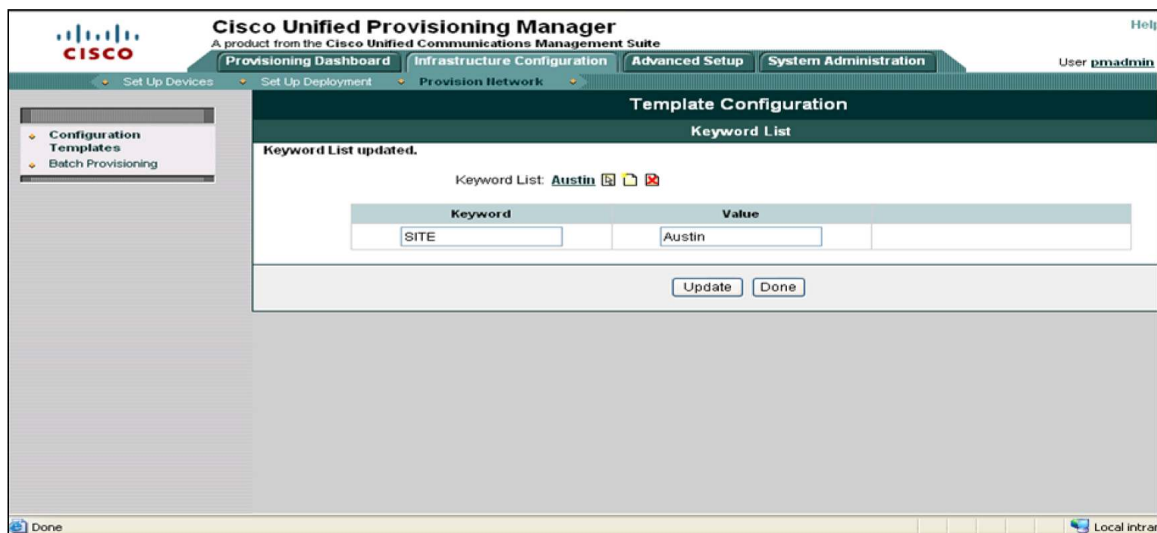 Cisco Unified Provisioning Manager
Help
CISCO
A product from the Cisco Unified Communications Management Suite
Provisioning Dashboard Infrastructure Configuration Advanced Setup System Administration
User pmadmin
Set Up Devices Set Up Deployment Provision Network
Template Configuration
Configuration Templates
Batch Provisioning
Keyword List
Keyword List updated.
Keyword List: Austin
Keyword Value
SITE Austin
Update Done
Done
Local intran